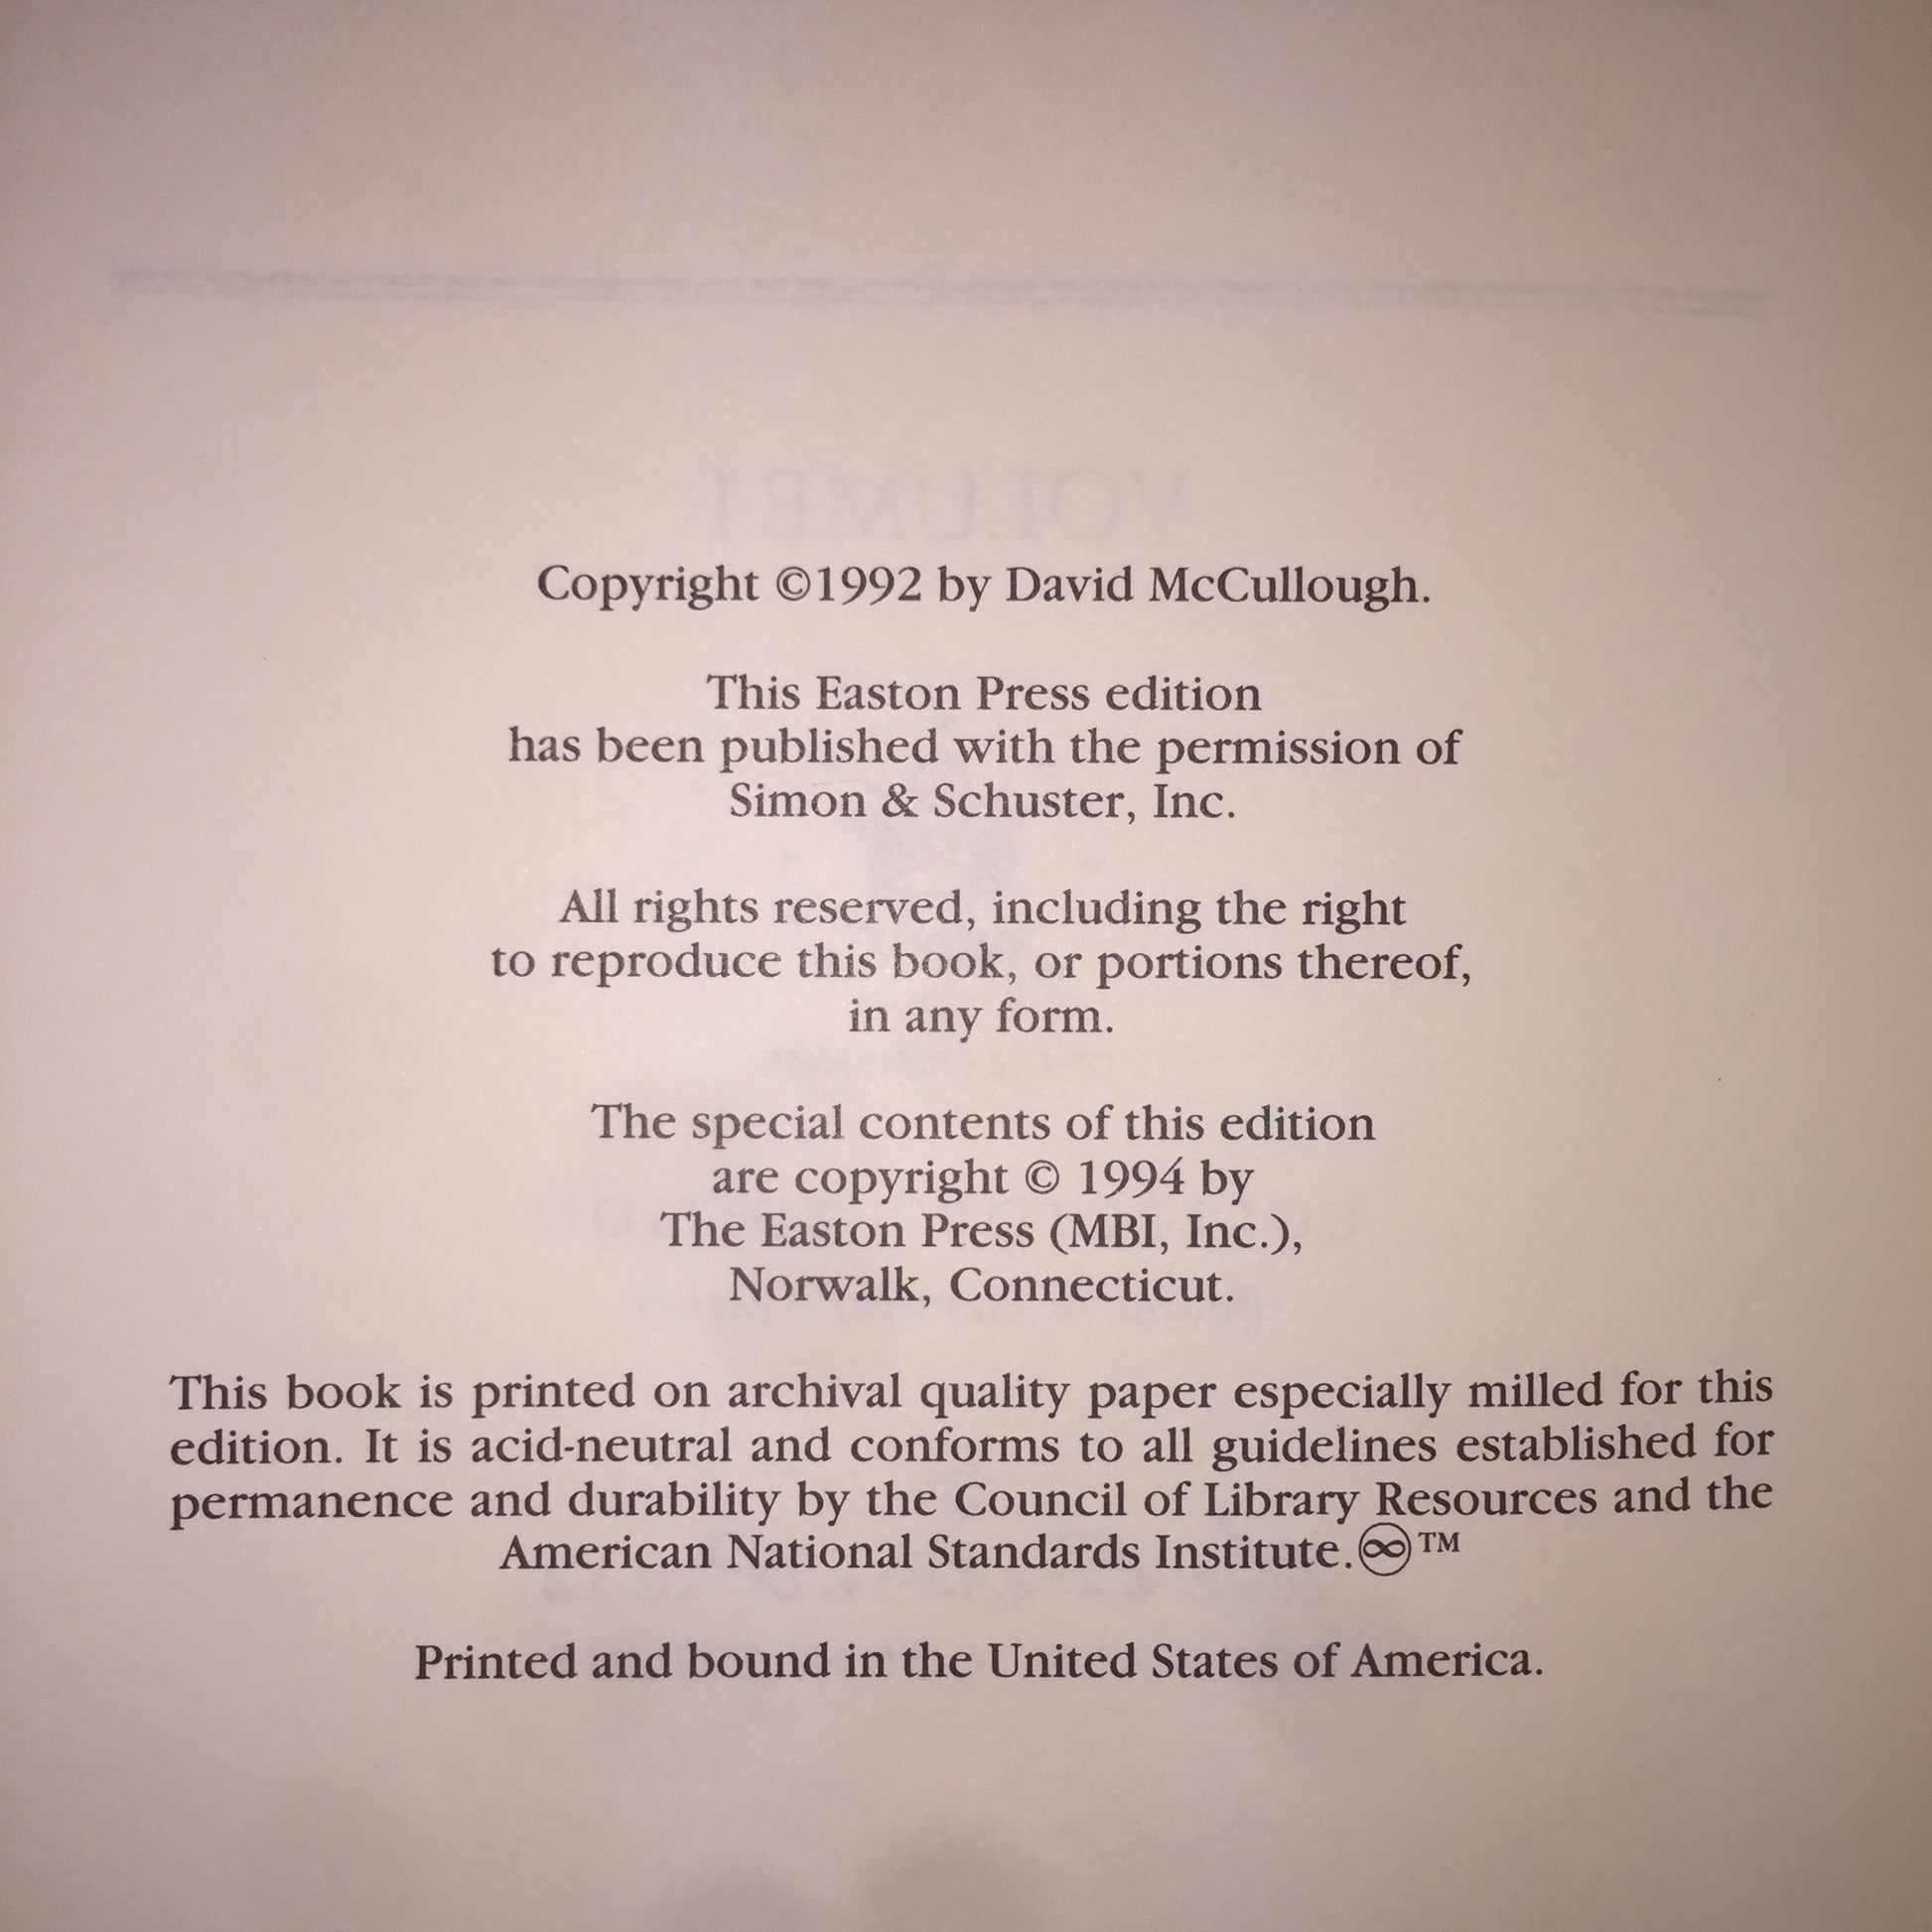 VOLUME I
Copyright ©1992 by David McCullough.
This Easton Press edition
has been published with the permission of
Simon & Schuster, Inc.
All rights reserved, including the right
to reproduce this book, or portions thereof,
in any form.
The special contents of this edition
are copyright © 1994 by
The Easton Press (MBI, Inc.),
Norwalk, Connecticut.
This book is printed on archival quality paper especially milled for this
edition. It is acid-neutral and conforms to all guidelines established for
permanence and durability by the Council of Library Resources and the
American National Standards Institute.♾™
Printed and bound in the United States of America.